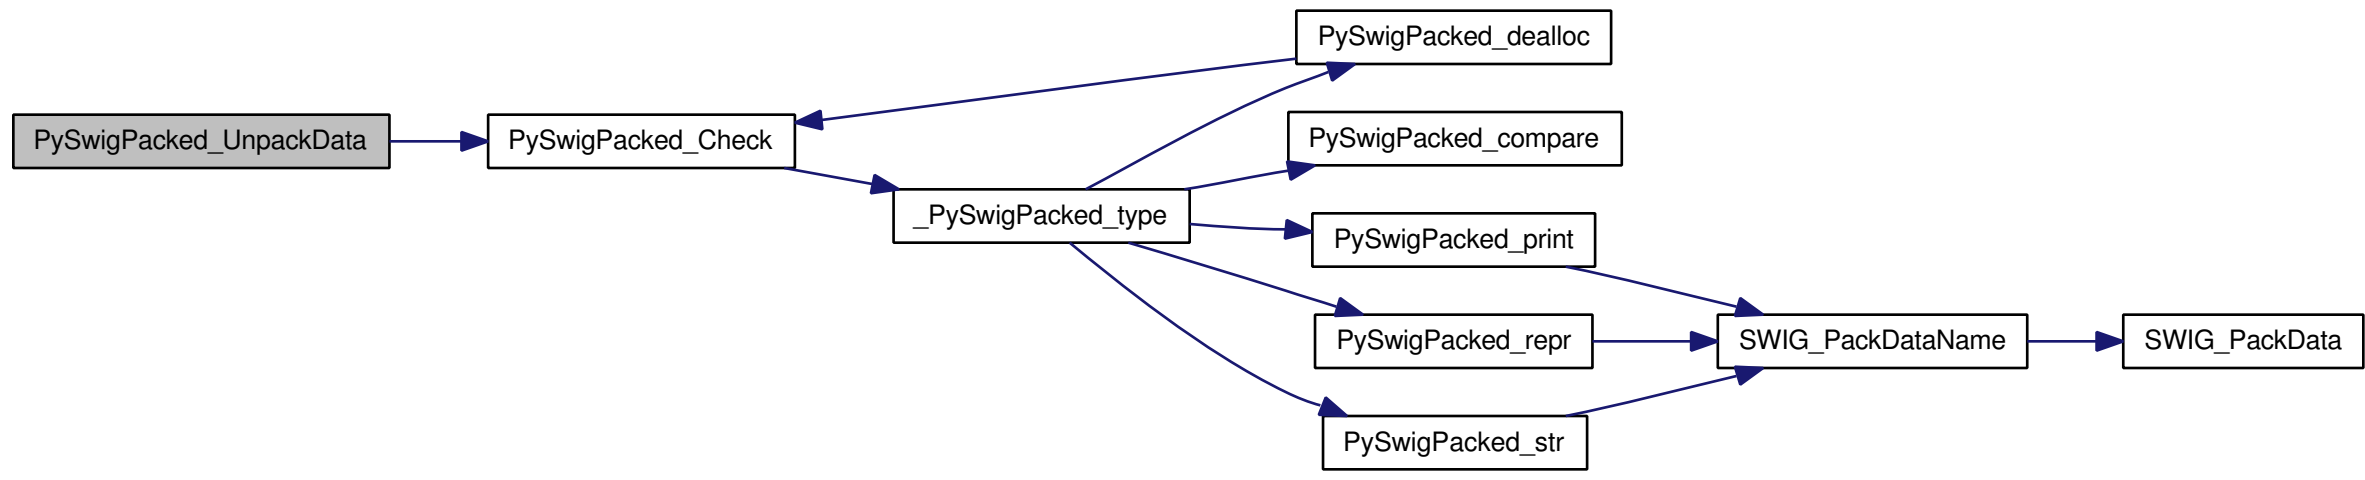 PySwigPacked_UnpackData
PySwigPacked_Check
_PySwigPacked_type
PySwigPacked_dealloc
PySwigPacked_compare
PySwigPacked_print
PySwigPacked_repr
PySwigPacked_str
SWIG_PackDataName
SWIG_PackData